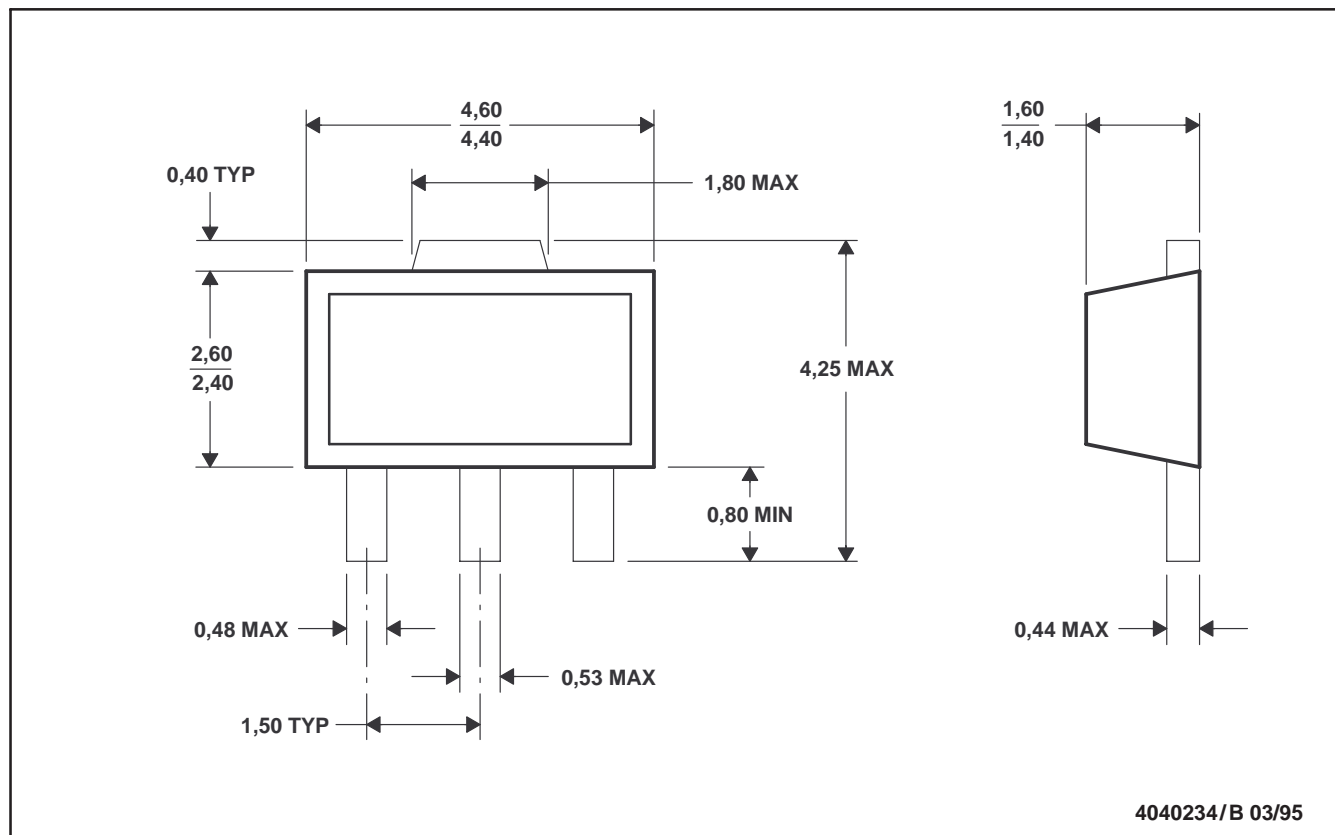 4,60
4,40
1,60
1,40
0,40 TYP
1,80 MAX
2,60
2,40
4,25 MAX
0,80 MIN
0,48 MAX
0,44 MAX
0,53 MAX
1,50 TYP
4040234/B 03/95